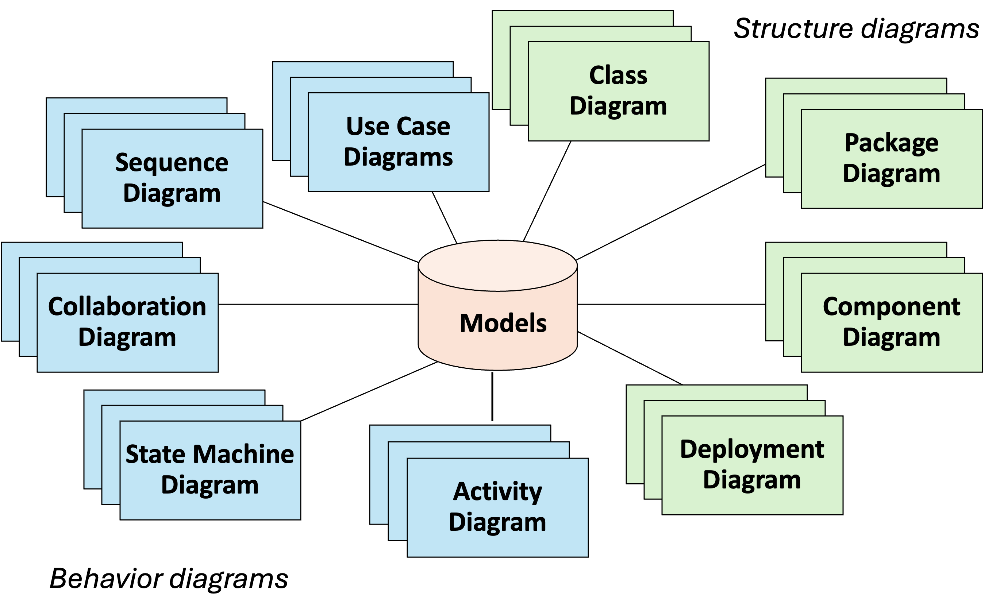 Structure diagrams
Class
Diagram
Use Case
Diagrams
Package
Diagram
Sequence
Diagram
Collaboration
Diagram
Models
Component
Diagram
State Machine
Diagram
Activity
Diagram
Deployment
Diagram
Behavior diagrams